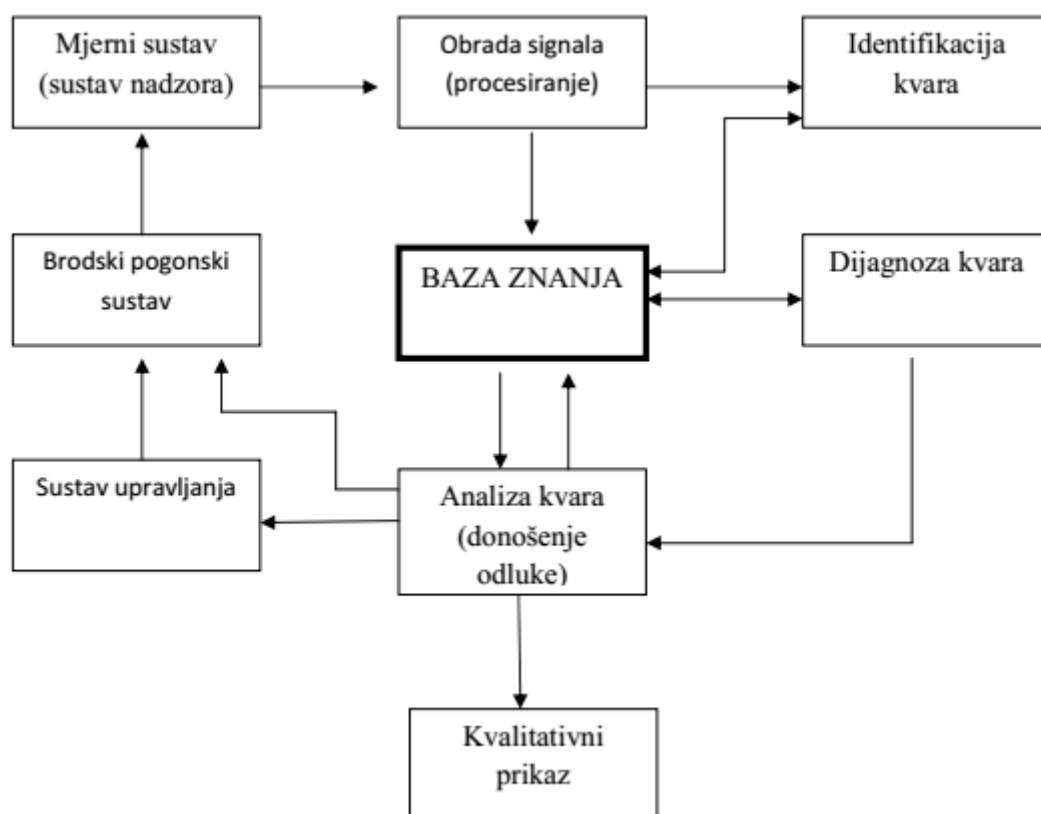 Mjerni sustav
(sustav nadzora)
Obrada signala
(procesiranje)
Identifikacija
kvara
Brodski pogonski
sustav
BAZA ZNANJA
Dijagnoza kvara
Sustav upravljanja
Analiza kvara
(donošenje
odluke)
Kvalitativni
prikaz